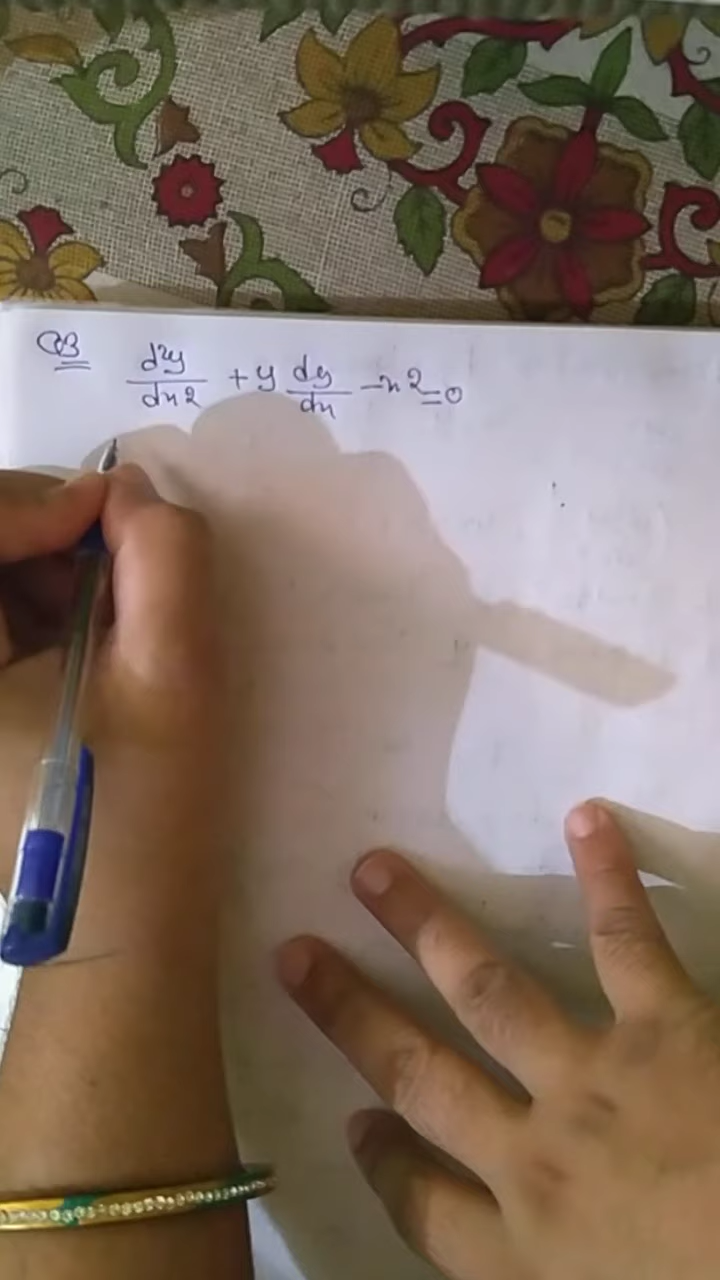 Q3 d²y/dx² + y dy/dx - x² = 0